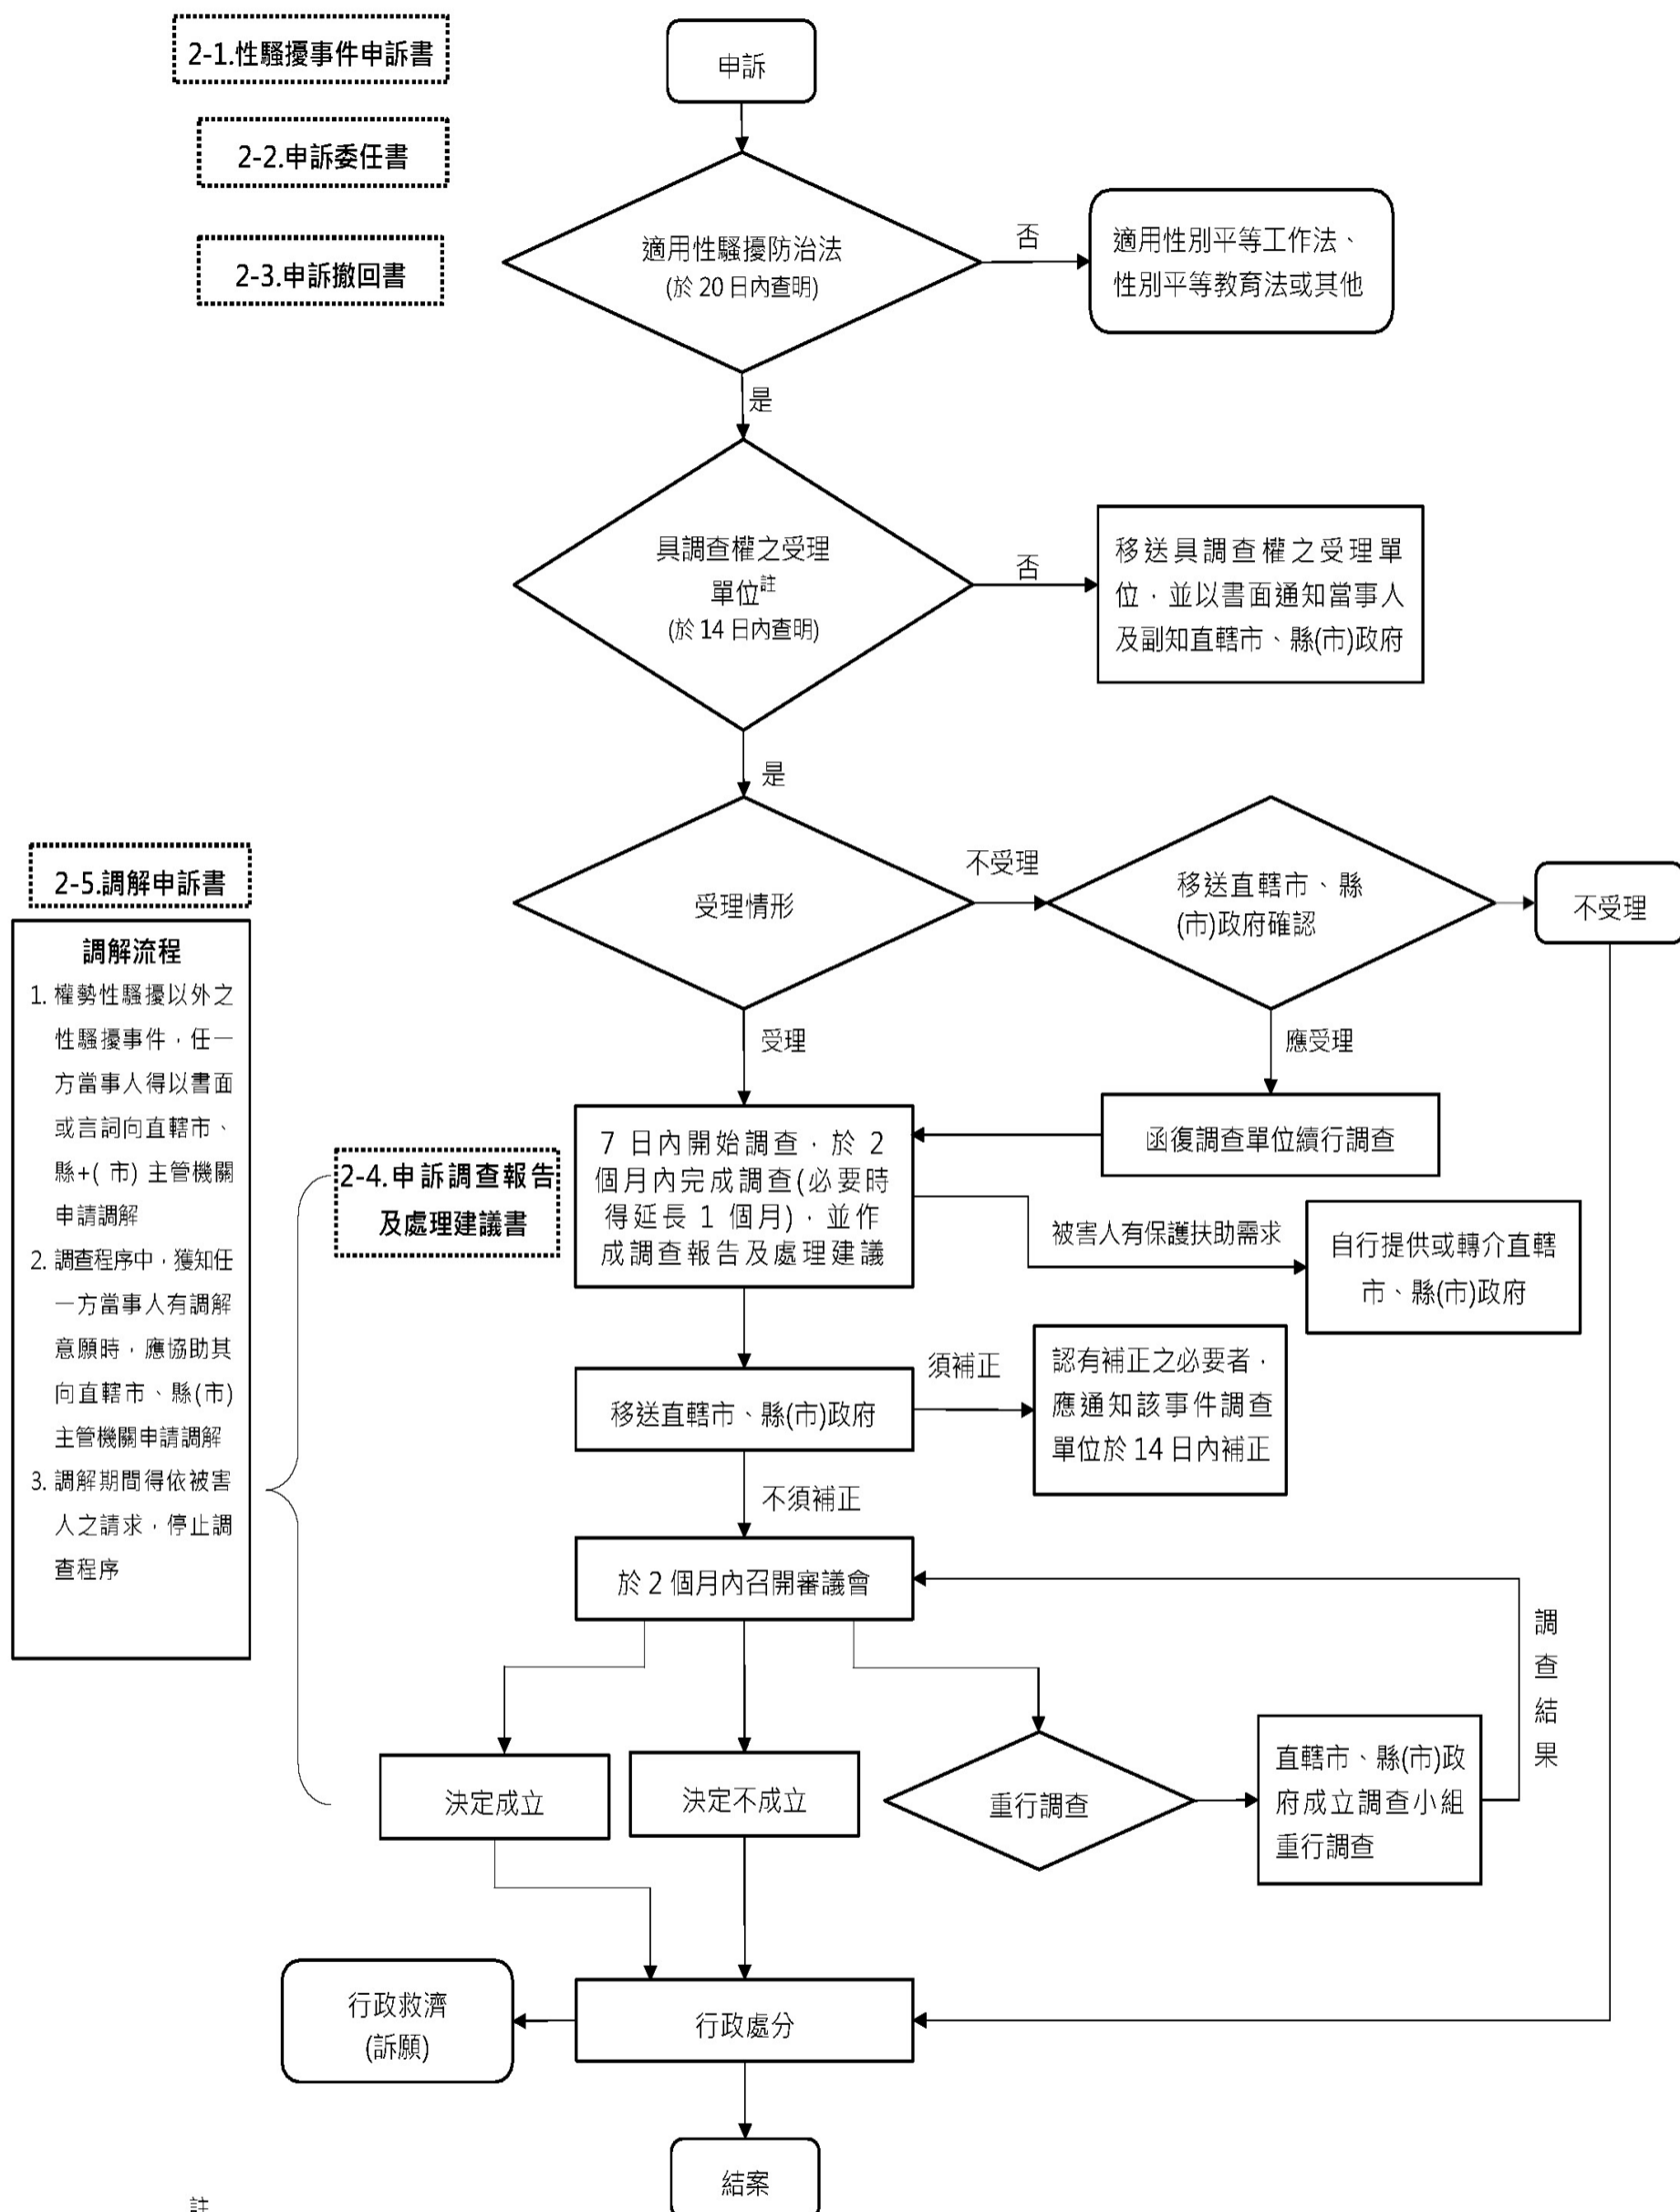 2-1.性騷擾事件申訴書
申訴
2-2.申訴委任書
2-3.申訴撤回書
適用性騷擾防治法
(於 20 日內查明)
否
適用性別平等工作法、
性別平等教育法或其他
是
具調查權之受理
單位註
(於 14 日內查明)
否
移送具調查權之受理單
位，並以書面通知當事人
及副知直轄市、縣(市)政府
是
受理情形
不受理
移送直轄市、縣
(市)政府確認
不受理
受理
應受理
函復調查單位續行調查
2-5.調解申訴書
調解流程
1. 權勢性騷擾以外之
性騷擾事件，任一
方當事人得以書面
或言詞向直轄市、
縣+( 市) 主管機關
申請調解
2. 調查程序中，獲知任
一方當事人有調解
意願時，應協助其
向直轄市、縣(市)
主管機關申請調解
3. 調解期間得依被害
人之請求，停止調
查程序
2-4.申訴調查報告
及處理建議書
7 日內開始調查，於 2
個月內完成調查(必要時
得延長 1 個月)，並作
成調查報告及處理建議
被害人有保護扶助需求
自行提供或轉介直轄
市、縣(市)政府
移送直轄市、縣(市)政府
須補正
認有補正之必要者，
應通知該事件調查
單位於 14 日內補正
不須補正
於 2 個月內召開審議會
調
查
結
果
決定成立
決定不成立
重行調查
直轄市、縣(市)政
府成立調查小組
重行調查
行政救濟
(訴願)
行政處分
結案
註